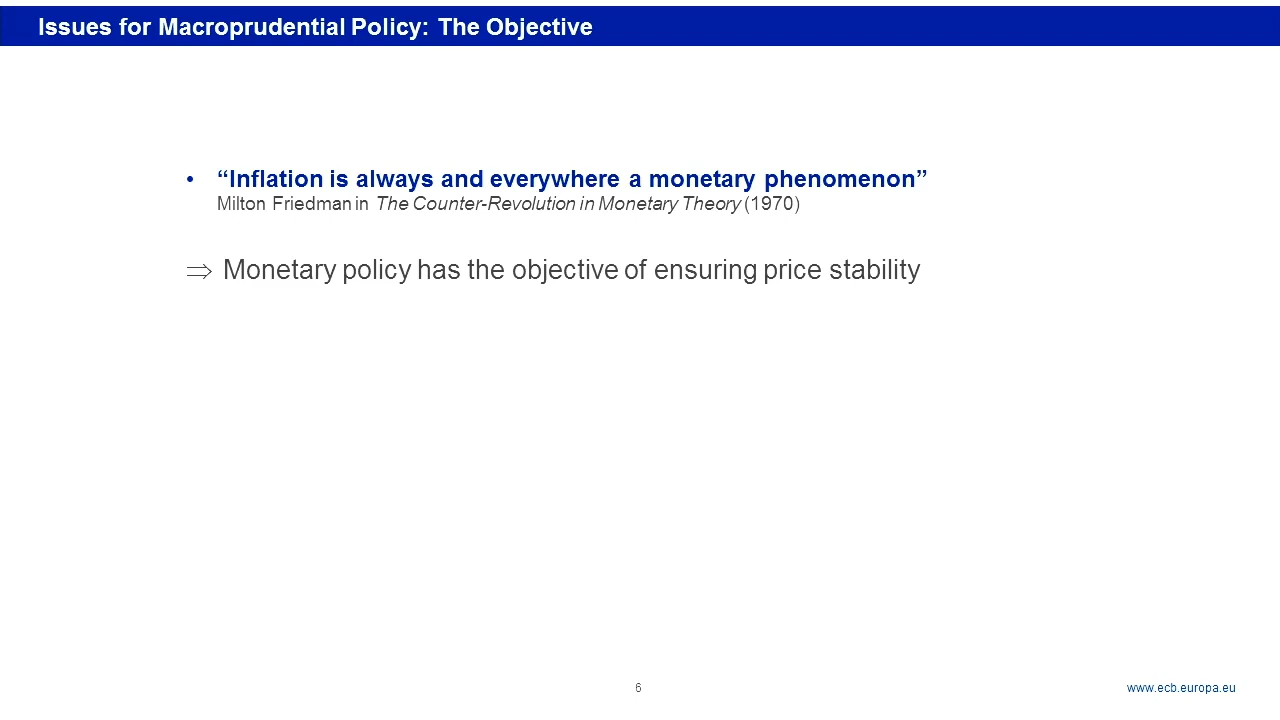 Issues for Macroprudential Policy: The Objective
• “Inflation is always and everywhere a monetary phenomenon”
Milton Friedman in The Counter-Revolution in Monetary Theory (1970)
⇒ Monetary policy has the objective of ensuring price stability
6
www.ecb.europa.eu